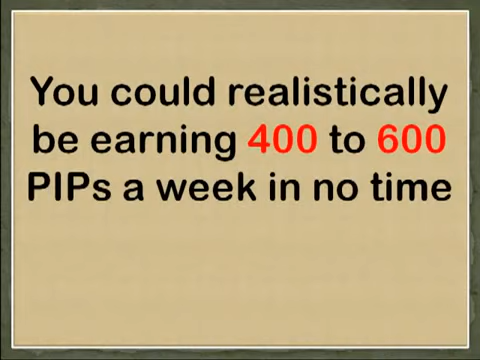 You could realistically
be earning 400 to 600
PIPs a week in no time